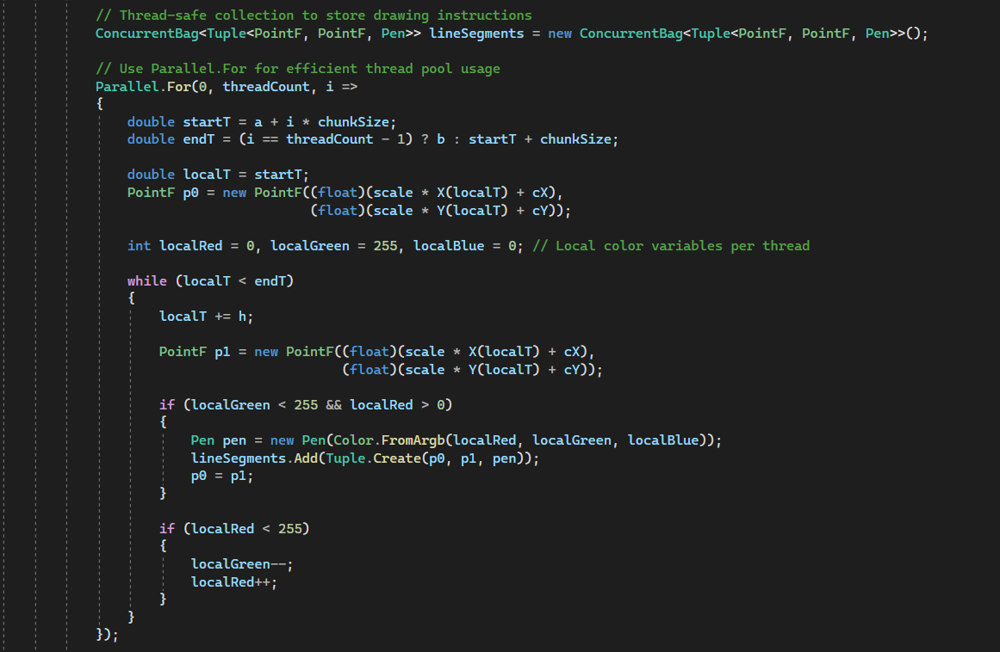 // Thread-safe collection to store drawing instructions
ConcurrentBag<Tuple<PointF, PointF, Pen>> lineSegments = new ConcurrentBag<Tuple<PointF, PointF, Pen>>();
// Use Parallel.For for efficient thread pool usage
Parallel.For(0, threadCount, i =>
{
double startT = a + i * chunkSize;
double endT = (i == threadCount - 1) ? b : startT + chunkSize;
double localT = startT;
PointF p0 = new PointF((float)(scale * X(localT) + cX),
(float)(scale * Y(localT) + cY));
int localRed = 0, localGreen = 255, localBlue = 0; // Local color variables per thread
while (localT < endT)
{
localT += h;
PointF p1 = new PointF((float)(scale * X(localT) + cX),
(float)(scale * Y(localT) + cY));
if (localGreen < 255 && localRed > 0)
{
Pen pen = new Pen(Color.FromArgb(localRed, localGreen, localBlue));
lineSegments.Add(Tuple.Create(p0, p1, pen));
p0 = p1;
}
if (localRed < 255)
{
localGreen--;
localRed++;
}
}
});